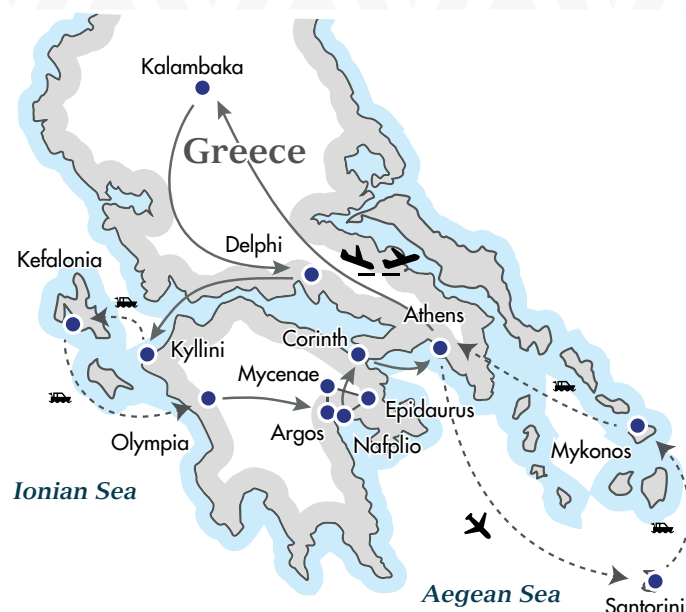 Kalambaka
Greece
Delphi
Kefalonia
Athens
Corinth
Kyllini
Mycenae
Epidaurus
Argos
Olympia
Nafplio
Mykonos
Ionian Sea
Aegean Sea
Santorini